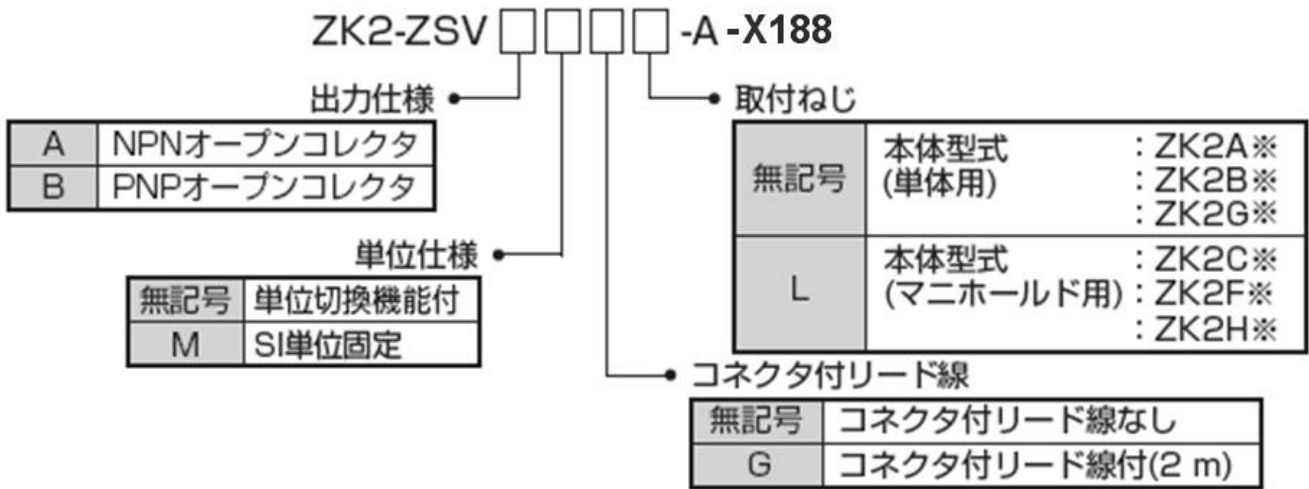 ZK2-ZSV□□□□-A-X188
出力仕様
A NPNオープンコレクタ
B PNPオープンコレクタ
単位仕様
無記号 単位切換機能付
M SI単位固定
取付ねじ
無記号 本体型式 :ZK2A※
(単体用) :ZK2B※
:ZK2G※
L 本体型式 :ZK2C※
(マニホールド用):ZK2F※
:ZK2H※
コネクタ付リード線
無記号 コネクタ付リード線なし
G コネクタ付リード線付(2 m)